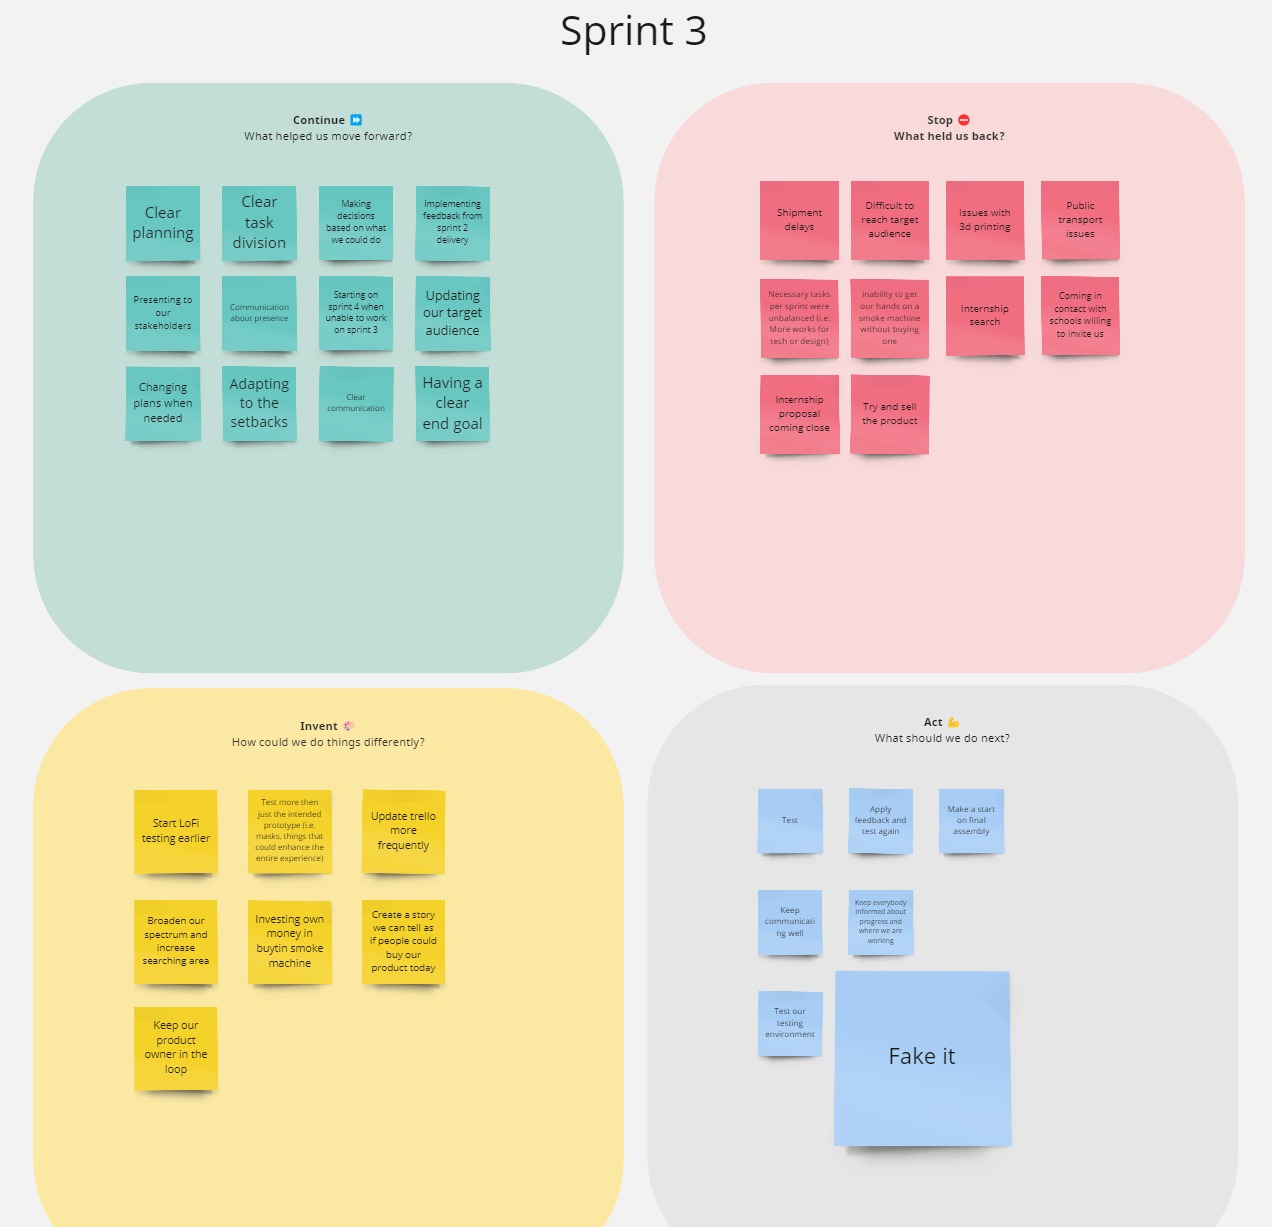 Sprint 3
Continue ⏩
What helped us move forward?
Clear
planning
Clear
task
division
Making
decisions
based on what
we could do
Implementing
feedback from
sprint 2
delivery
Presenting to
our
stakeholders
Communication
about presence
Starting on
sprint 4 when
unable to work
on sprint 3
Updating
our target
audience
Changing
plans when
needed
Adapting
to the
setbacks
Clear
communication
Having a
clear
end goal
Stop ⛔
What held us back?
Shipment
delays
Difficult to
reach target
audience
Issues with
3d printing
Public
transport
issues
Necessary tasks
per sprint were
unbalanced (i.e.
More works for
tech or design)
inability to get
our hands on a
smoke machine
without buying
one
Internship
search
Coming in
contact with
schools willing
to invite us
Internship
proposal
coming close
Try and sell
the product
Invent 🧠
How could we do things differently?
Start LoFi
testing earlier
Test more then
just the intended
prototype (i.e.
masks, things that
could enhance the
entire experience)
Update trello
more
frequently
Broaden our
spectrum and
increase
searching area
Investing own
money in
buytin smoke
machine
Create a story
we can tell as
if people could
buy our
product today
Keep our
product
owner in the
loop
Act 💪
What should we do next?
Test
Apply
feedback and
test again
Make a start
on final
assembly
Keep
communicati
ng well
Keep everybody
informed about
progress and
where we are
working
Test our
testing
environment
Fake it